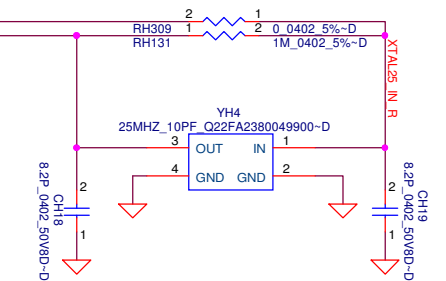 2 1
RH309 0_0402_5%~D
1 2
RH131 1M_0402_5%~D
XTAL25_IN_R
YH4
25MHZ_10PF_Q22FA2380049900~D
3 OUT IN 1
4 GND GND 2
2
CH18
8.2P_0402_50V8D~D
1
2
CH19
8.2P_0402_50V8D~D
1